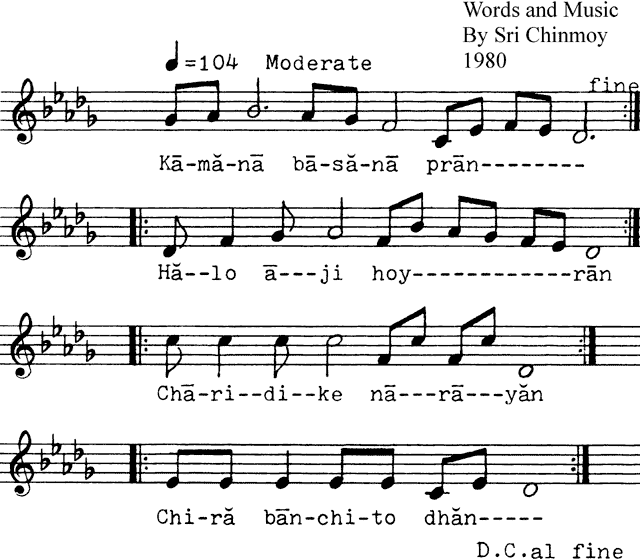 Words and Music
By Sri Chinmoy
1980
♩=104 Moderate
fine
Kā-mă-nā bā-să-nā prān--------
Hă--lo ā---ji hoy------------rān
Chā-ri--di--ke nā---rā---yăn
Chi-ră bān-chi-to dhăn-----
D.C.al fine